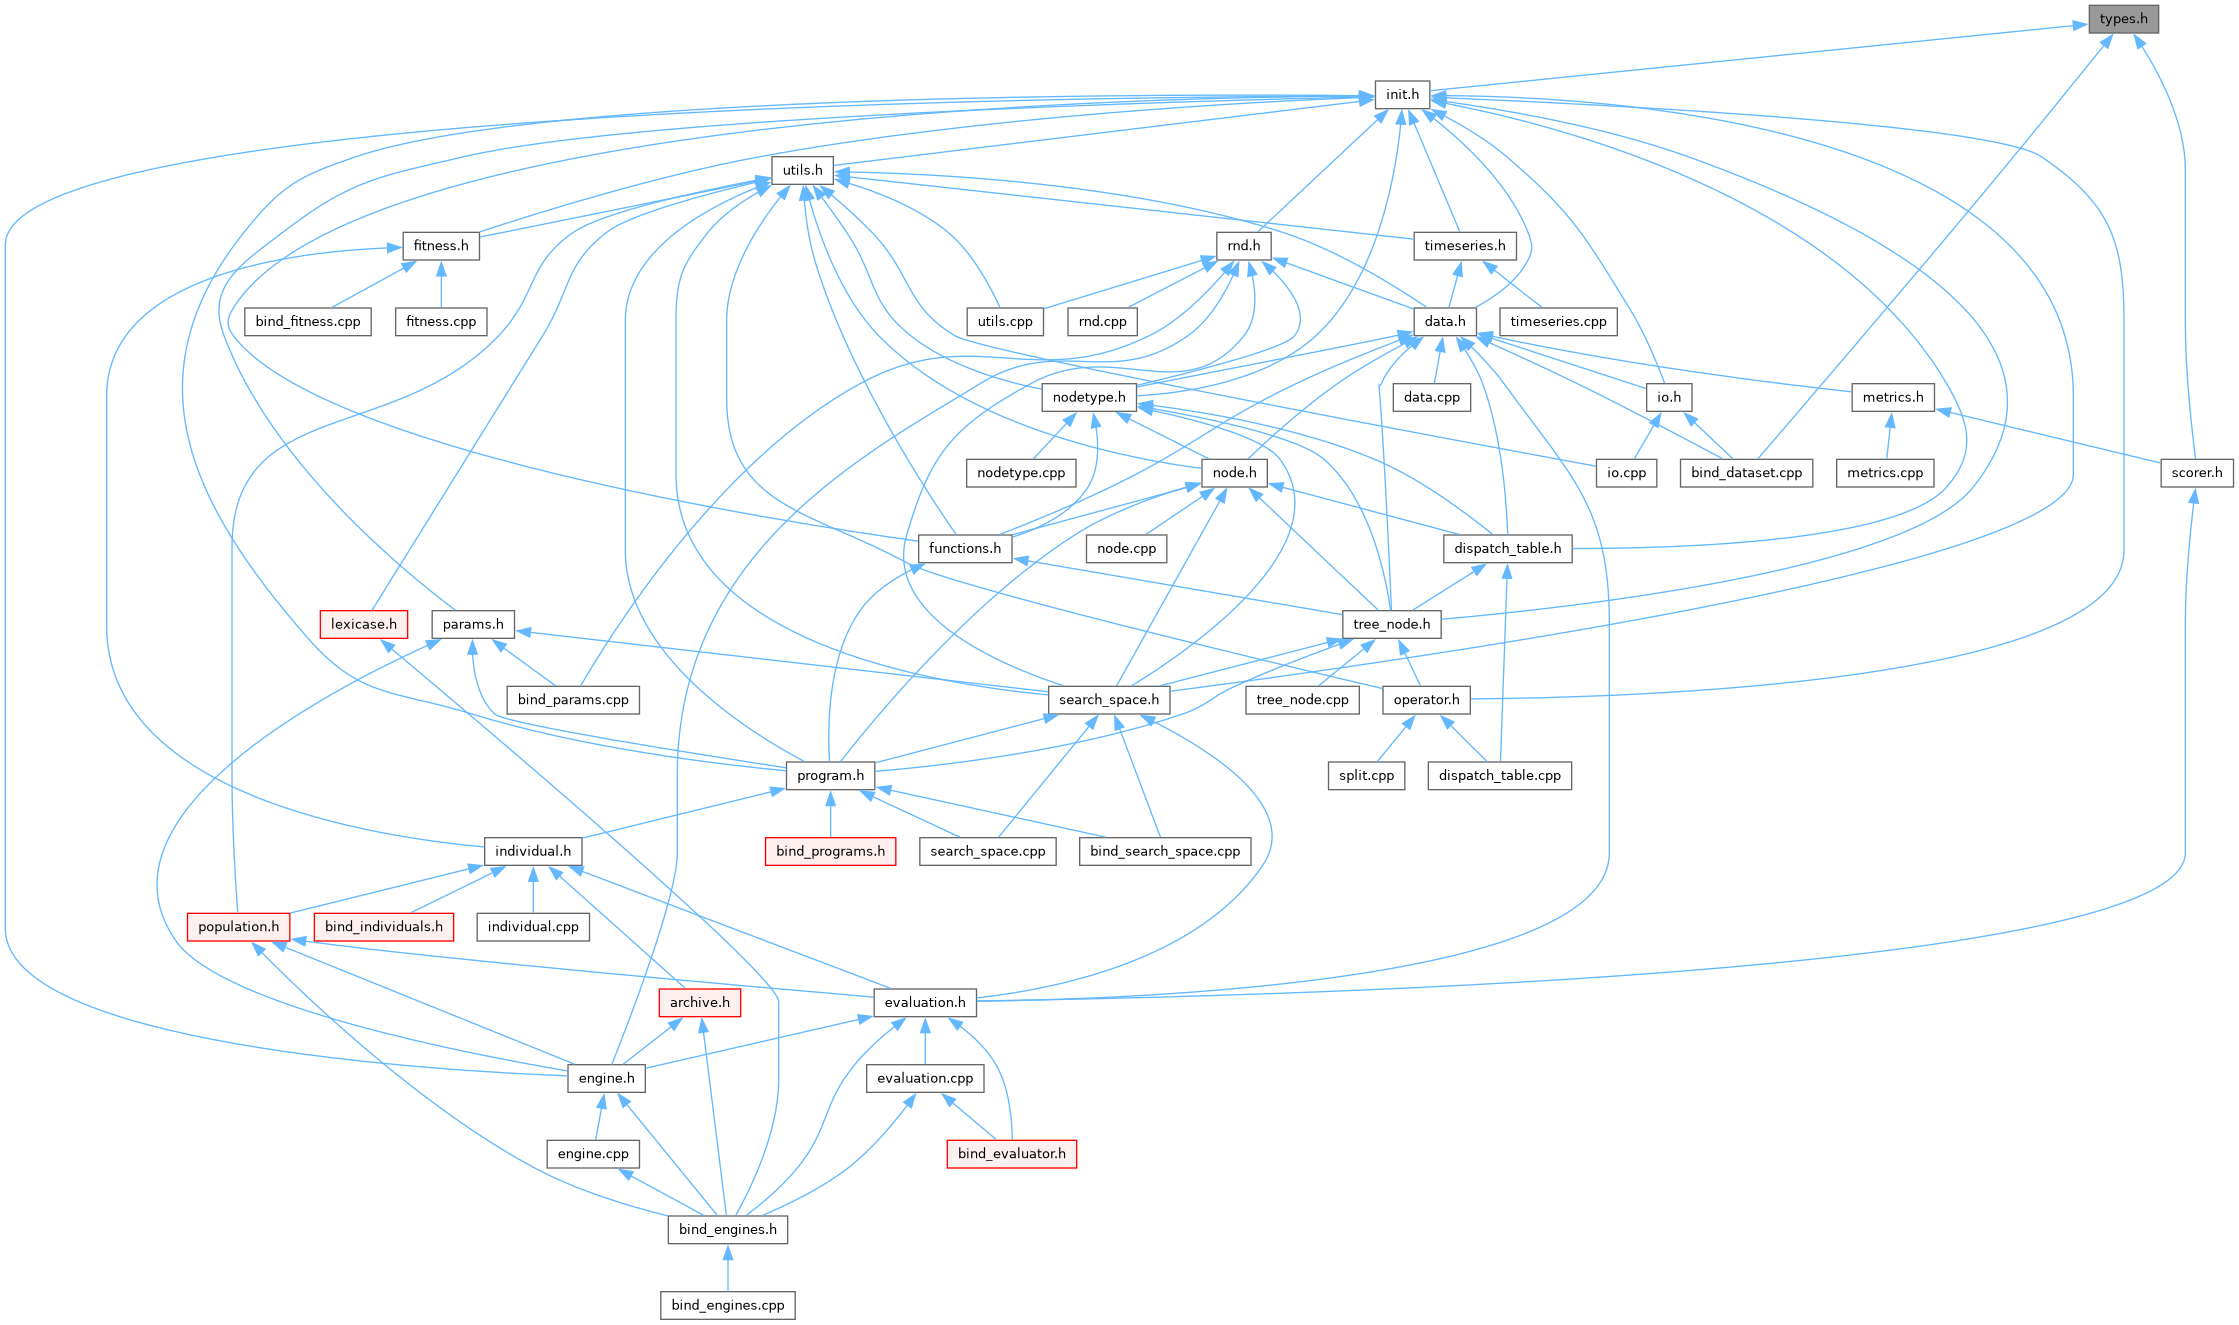 types.h
init.h
utils.h
fitness.h
rnd.h
timeseries.h
bind_fitness.cpp
fitness.cpp
utils.cpp
rnd.cpp
data.h
timeseries.cpp
nodetype.h
data.cpp
io.h
metrics.h
nodetype.cpp
node.h
io.cpp
bind_dataset.cpp
metrics.cpp
scorer.h
functions.h
node.cpp
dispatch_table.h
lexicase.h
params.h
tree_node.h
bind_params.cpp
search_space.h
tree_node.cpp
operator.h
program.h
split.cpp
dispatch_table.cpp
individual.h
bind_programs.h
search_space.cpp
bind_search_space.cpp
population.h
bind_individuals.h
individual.cpp
archive.h
evaluation.h
engine.h
evaluation.cpp
engine.cpp
bind_evaluator.h
bind_engines.h
bind_engines.cpp